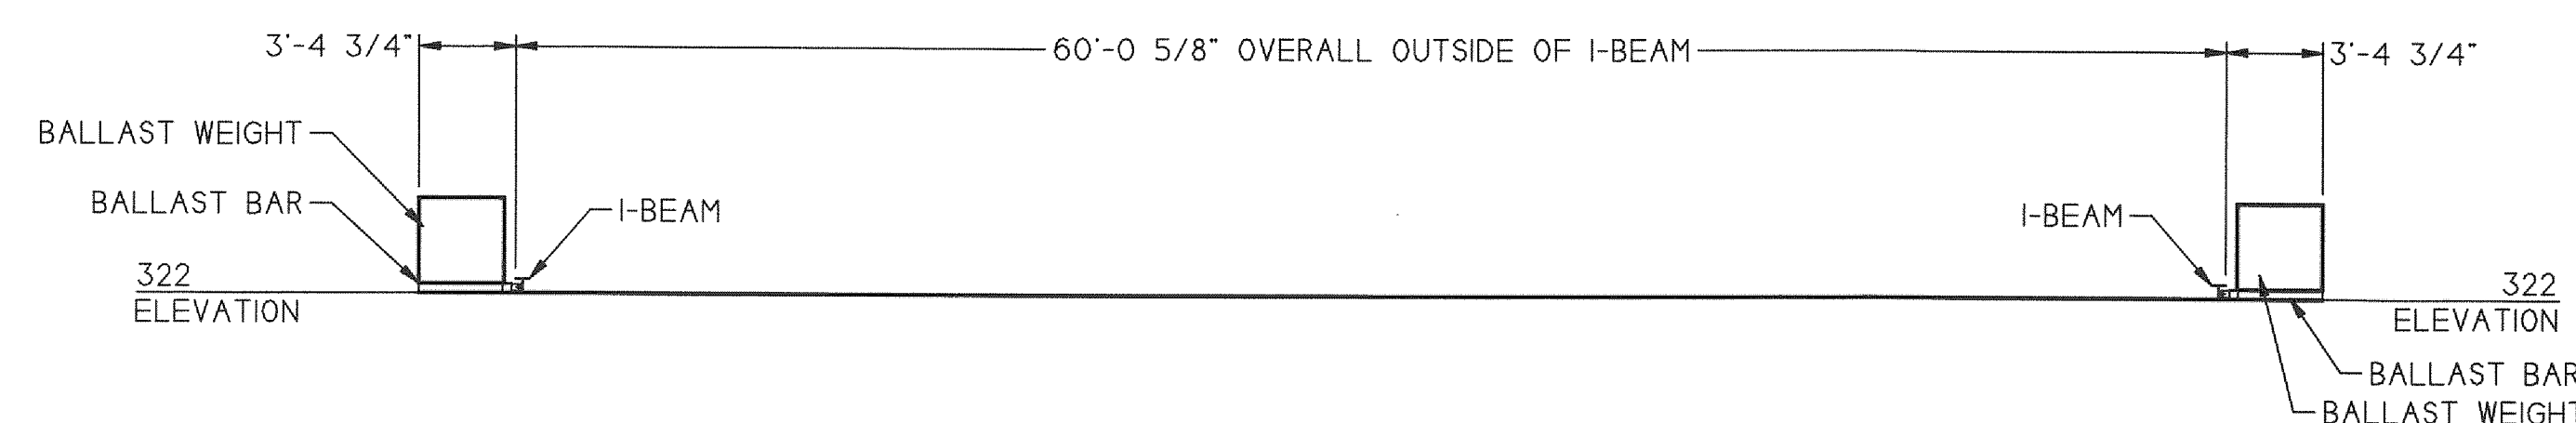 3'-4 3/4" 60'-0 5/8" OVERALL OUTSIDE OF I-BEAM 3'-4 3/4"
BALLAST WEIGHT
BALLAST BAR
I-BEAM
I-BEAM
322
ELEVATION
322
ELEVATION
BALLAST BAR
BALLAST WEIGHT